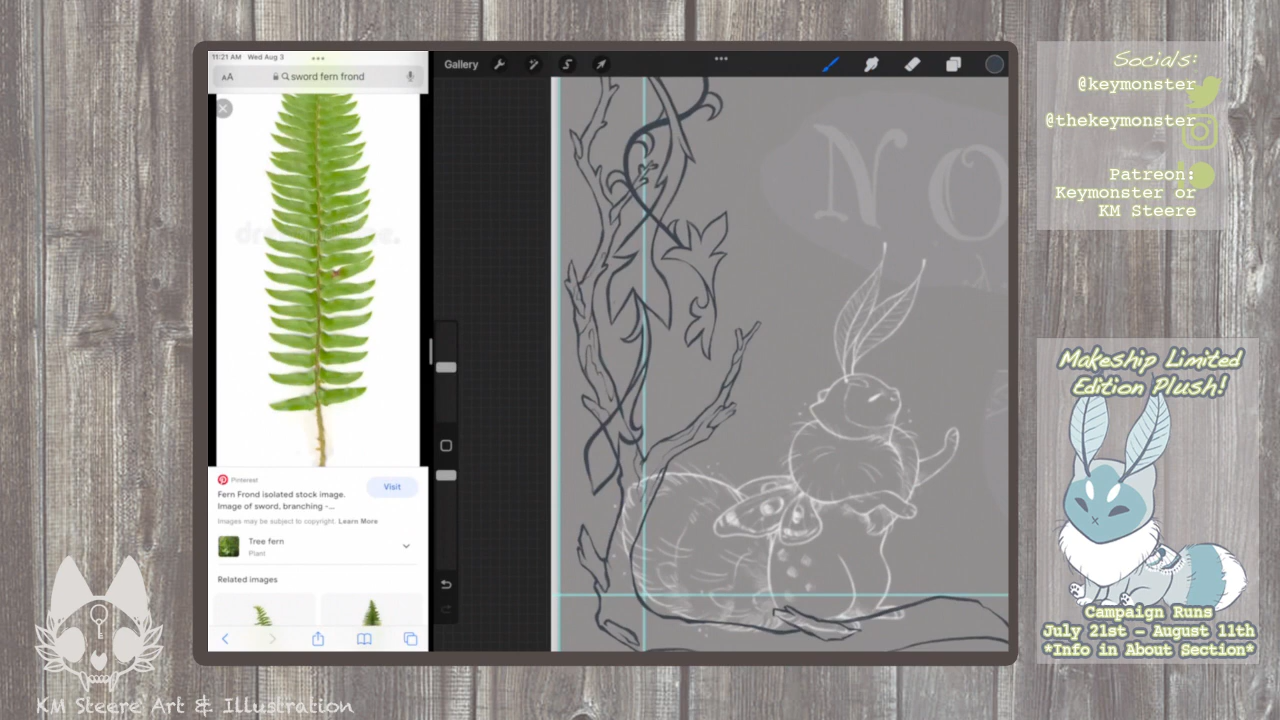 11:21 AM Wed Aug 3
AA sword fern frond
Pinterest
Fern Frond isolated stock image.
Image of sword, branching -...
Visit
Images may be subject to copyright. Learn More
Tree fern
Plant
Related images
Gallery
NO
Socials:
@keymonster
@thekeymonster
Patreon:
Keymonster or
KM Steere
Makeship Limited
Edition Plush!
Campaign Runs
July 21st - August 11th
*Info in About Section*
KM Steere Art & Illustration